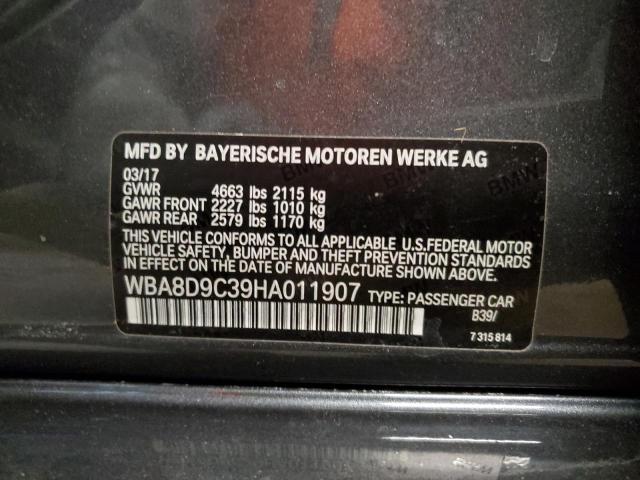 MFD BY BAYERISCHE MOTOREN WERKE AG
03/17
GVWR 4663 lbs 2115 kg
GAWR FRONT 2227 lbs 1010 kg
GAWR REAR 2579 lbs 1170 kg
THIS VEHICLE CONFORMS TO ALL APPLICABLE U.S.FEDERAL MOTOR
VEHICLE SAFETY, BUMPER AND THEFT PREVENTION STANDARDS
IN EFFECT ON THE DATE OF MANUFACTURE SHOWN ABOVE.
WBA8D9C39HA011907 TYPE: PASSENGER CAR
B39/
7 315 814
BMW